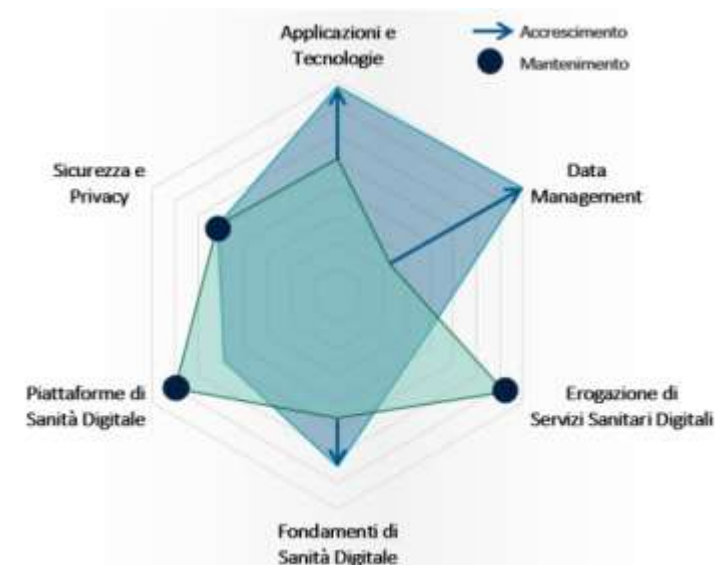 Applicazioni e
Tecnologie
Accrescimento
Mantenimento
Sicurezza e
Privacy
Data
Management
Piattaforme di
Sanità Digitale
Erogazione di
Servizi Sanitari Digitali
Fondamenti di
Sanità Digitale